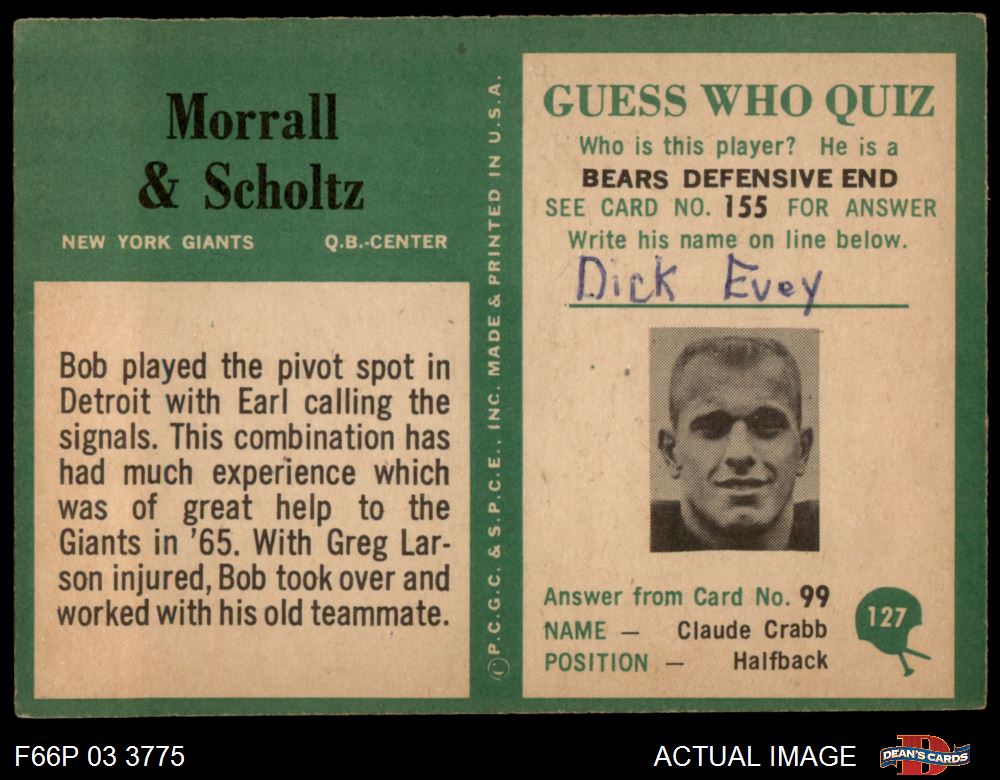 Morrall
& Scholtz
NEW YORK GIANTS Q.B.-CENTER
Bob played the pivot spot in
Detroit with Earl calling the
signals. This combination has
had much experience which
was of great help to the
Giants in '65. With Greg Lar-
son injured, Bob took over and
worked with his old teammate.
© P.C.G.C. & S.P.C.E., INC. MADE & PRINTED IN U.S.A.
GUESS WHO QUIZ
Who is this player? He is a
BEARS DEFENSIVE END
SEE CARD NO. 155 FOR ANSWER
Write his name on line below.
Dick Evey
Answer from Card No. 99
NAME — Claude Crabb
POSITION — Halfback
127
F66P 03 3775
ACTUAL IMAGE
DEAN'S CARDS